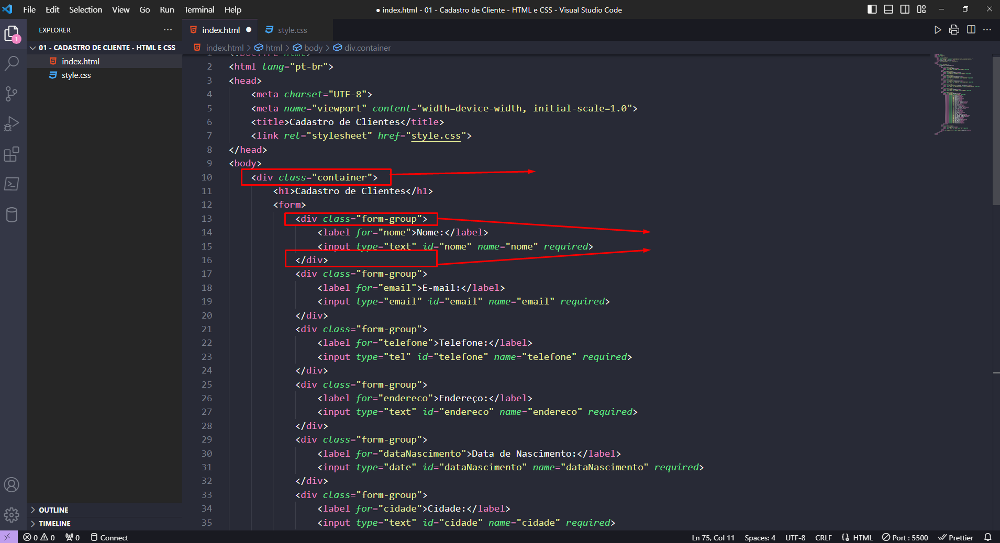 File Edit Selection View Go Run Terminal Help
● index.html - 01 - Cadastro de Cliente - HTML e CSS - Visual Studio Code
EXPLORER
1
01 - CADASTRO DE CLIENTE - HTML E CSS
index.html
style.css
OUTLINE
TIMELINE
index.html ●
style.css
index.html > html > body > div.container
1 <!DOCTYPE html>
2 <html lang="pt-br">
3 <head>
4 <meta charset="UTF-8">
5 <meta name="viewport" content="width=device-width, initial-scale=1.0">
6 <title>Cadastro de Clientes</title>
7 <link rel="stylesheet" href="style.css">
8 </head>
9 <body>
10 <div class="container">
11 <h1>Cadastro de Clientes</h1>
12 <form>
13 <div class="form-group">
14 <label for="nome">Nome:</label>
15 <input type="text" id="nome" name="nome" required>
16 </div>
17 <div class="form-group">
18 <label for="email">E-mail:</label>
19 <input type="email" id="email" name="email" required>
20 </div>
21 <div class="form-group">
22 <label for="telefone">Telefone:</label>
23 <input type="tel" id="telefone" name="telefone" required>
24 </div>
25 <div class="form-group">
26 <label for="endereco">Endereço:</label>
27 <input type="text" id="endereco" name="endereco" required>
28 </div>
29 <div class="form-group">
30 <label for="dataNascimento">Data de Nascimento:</label>
31 <input type="date" id="dataNascimento" name="dataNascimento" required>
32 </div>
33 <div class="form-group">
34 <label for="cidade">Cidade:</label>
35 <input type="text" id="cidade" name="cidade" required>
0 0 0 Connect
Ln 75, Col 11 Spaces: 4 UTF-8 CRLF HTML Port : 5500 Prettier